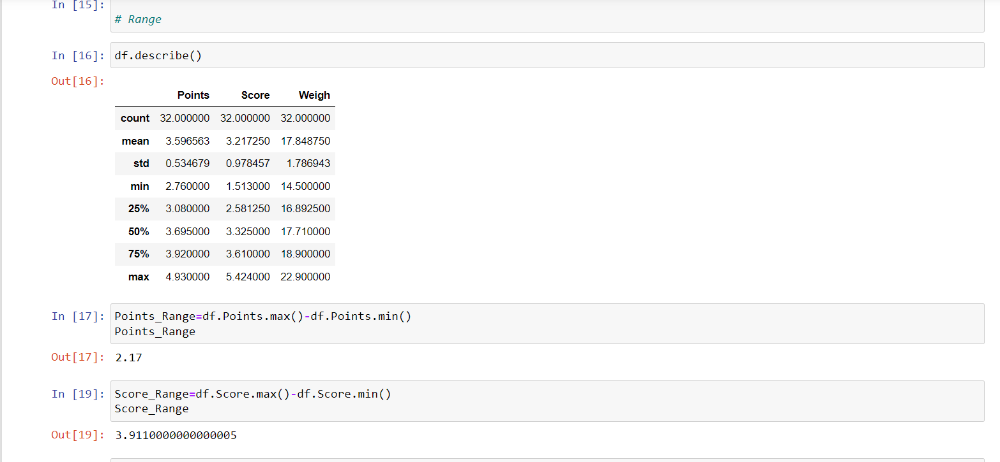 In [15]:
# Range
In [16]: df.describe()
Out[16]:
Points Score Weigh
count 32.000000 32.000000 32.000000
mean 3.596563 3.217250 17.848750
std 0.534679 0.978457 1.786943
min 2.760000 1.513000 14.500000
25% 3.080000 2.581250 16.892500
50% 3.695000 3.325000 17.710000
75% 3.920000 3.610000 18.900000
max 4.930000 5.424000 22.900000
In [17]: Points_Range=df.Points.max()-df.Points.min()
Points_Range
Out[17]: 2.17
In [19]: Score_Range=df.Score.max()-df.Score.min()
Score_Range
Out[19]: 3.9110000000000005